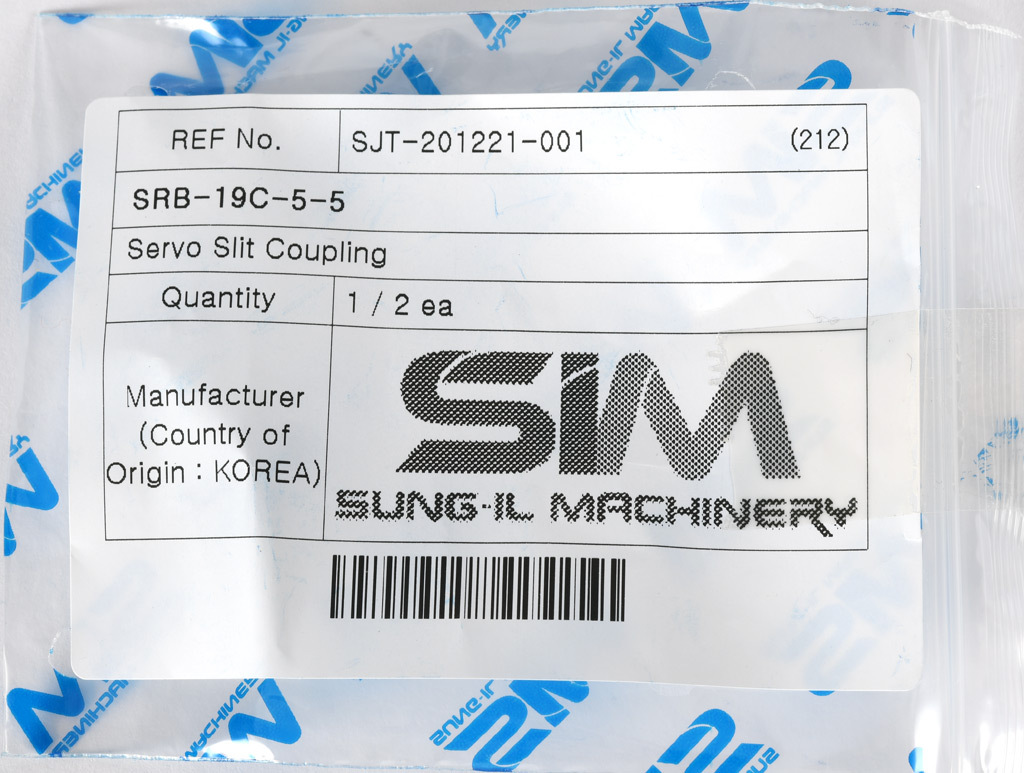 REF No. SJT-201221-001 (212)
SRB-19C-5-5
Servo Slit Coupling
Quantity 1 / 2 ea
Manufacturer
(Country of
Origin : KOREA)
SIM
SUNG-IL MACHINERY